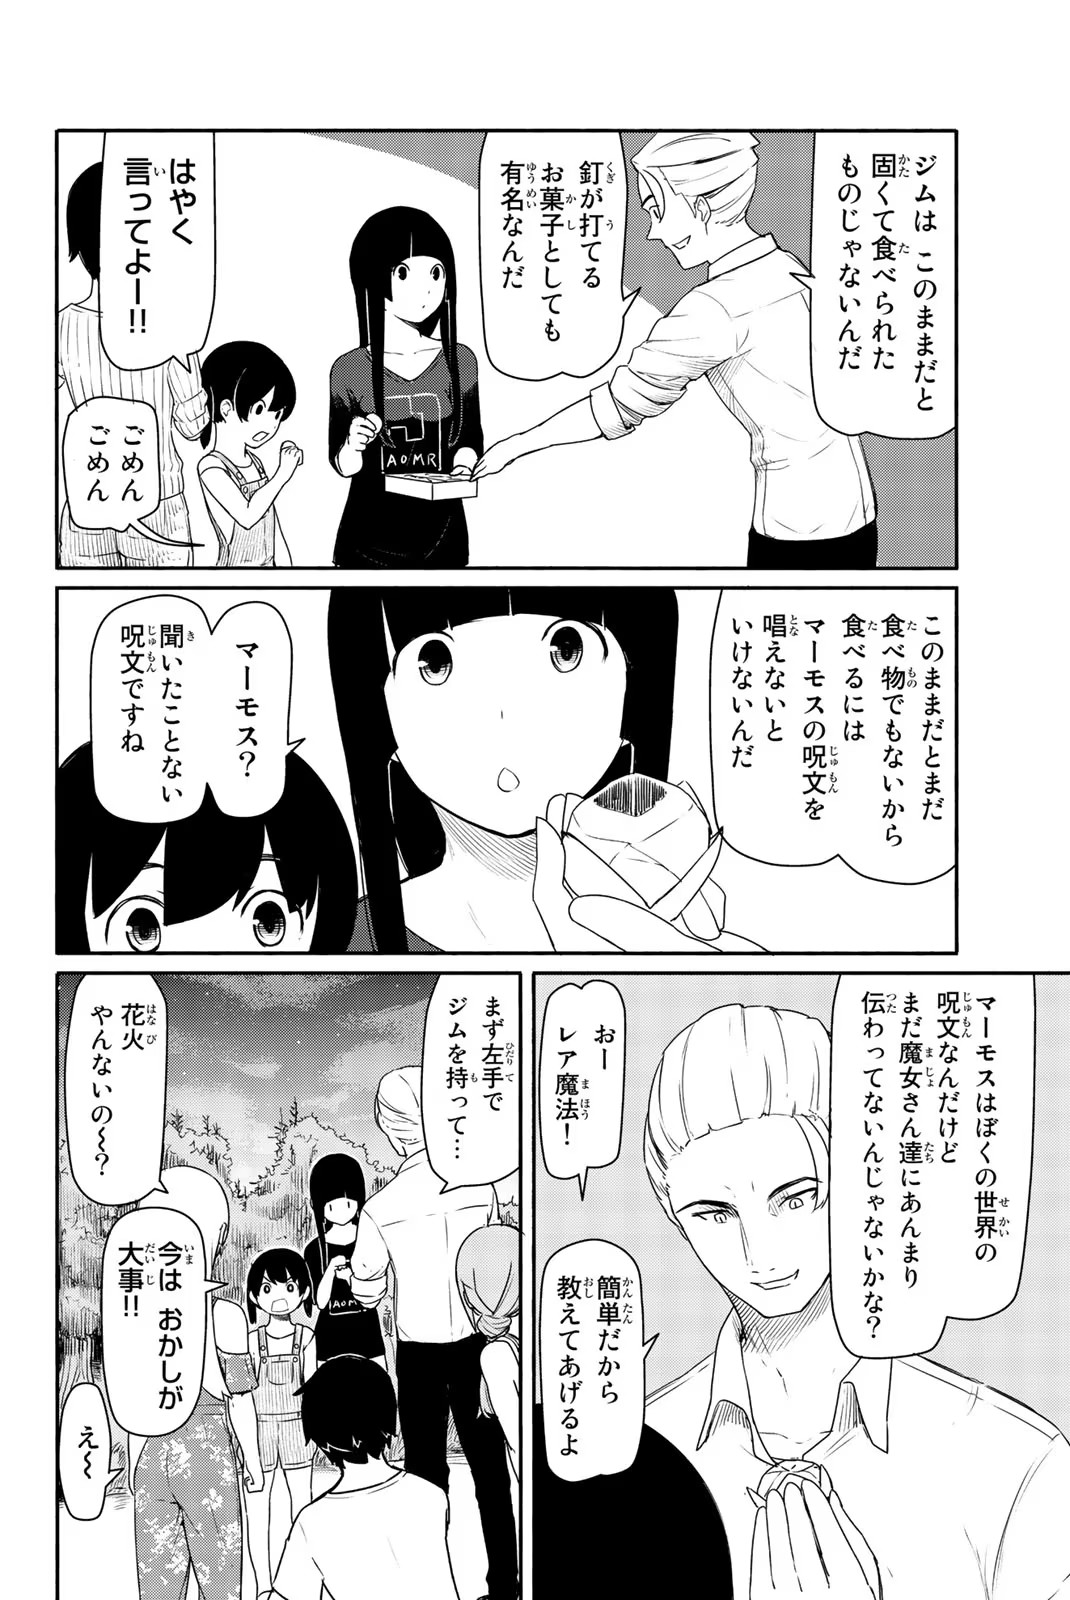 ジムは このままだと
固くて食べられた
ものじゃないんだ
釘が打てる
お菓子としても
有名なんだ
はやく
言ってよー!!
ごめん
ごめん
AOMR
このままだとまだ
食べ物でもないから
食べるには
マーモスの呪文を
唱えないと
いけないんだ
マーモス?
聞いたことない
呪文ですね
マーモスはぼくの世界の
呪文なんだけど
まだ魔女さん達にあんまり
伝わってないんじゃないかな?
おー
レア魔法!
簡単だから
教えてあげるよ
まず左手で
ジムを持って…
花火
やんないの〜?
今は おかしが
大事!!
え〜
AOMR